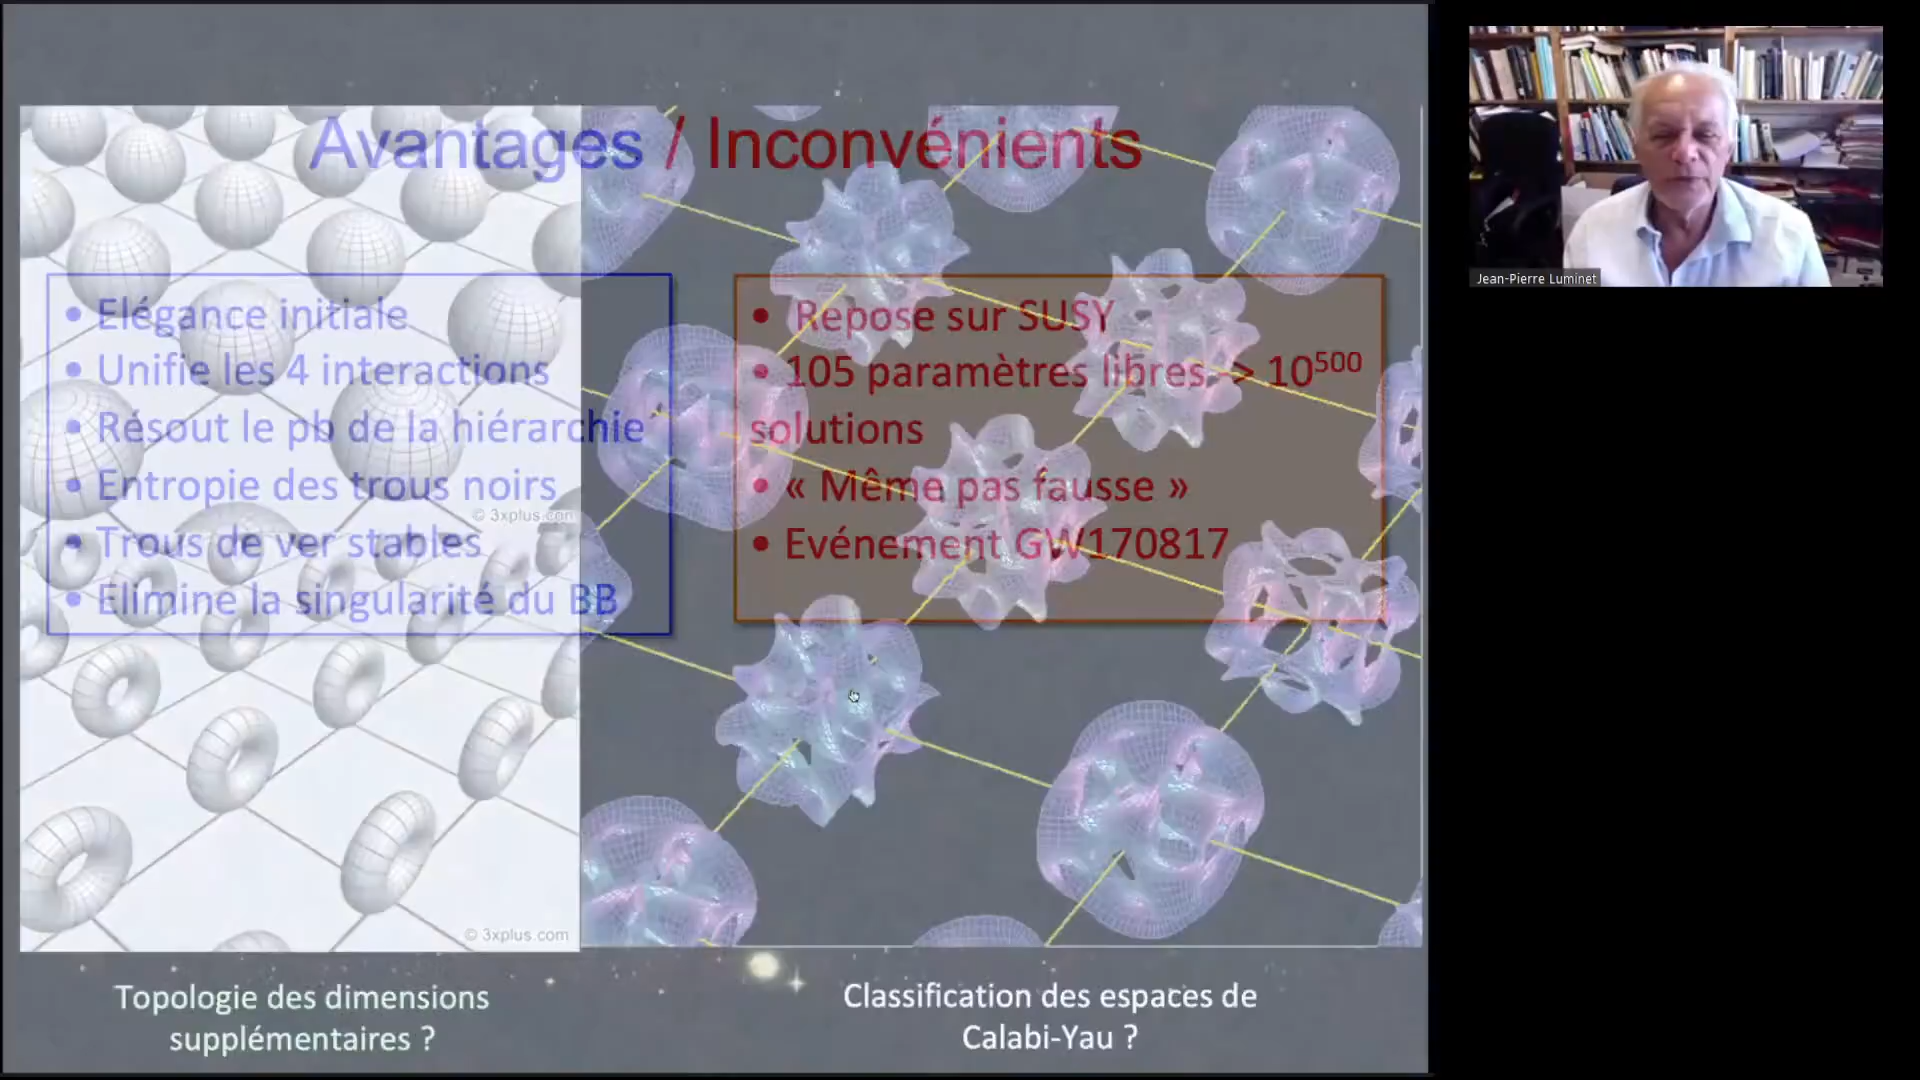 Avantages / Inconvénients
• Elégance initiale
• Unifie les 4 interactions
• Résout le pb de la hiérarchie
• Entropie des trous noirs
© 3xplus.com
• Trous de ver stables
• Elimine la singularité du BB
• Repose sur SUSY
• 105 paramètres libres -> 10⁵⁰⁰
solutions
• « Même pas fausse »
• Evénement GW170817
© 3xplus.com
Topologie des dimensions
supplémentaires ?
Classification des espaces de
Calabi-Yau ?
Jean-Pierre Luminet